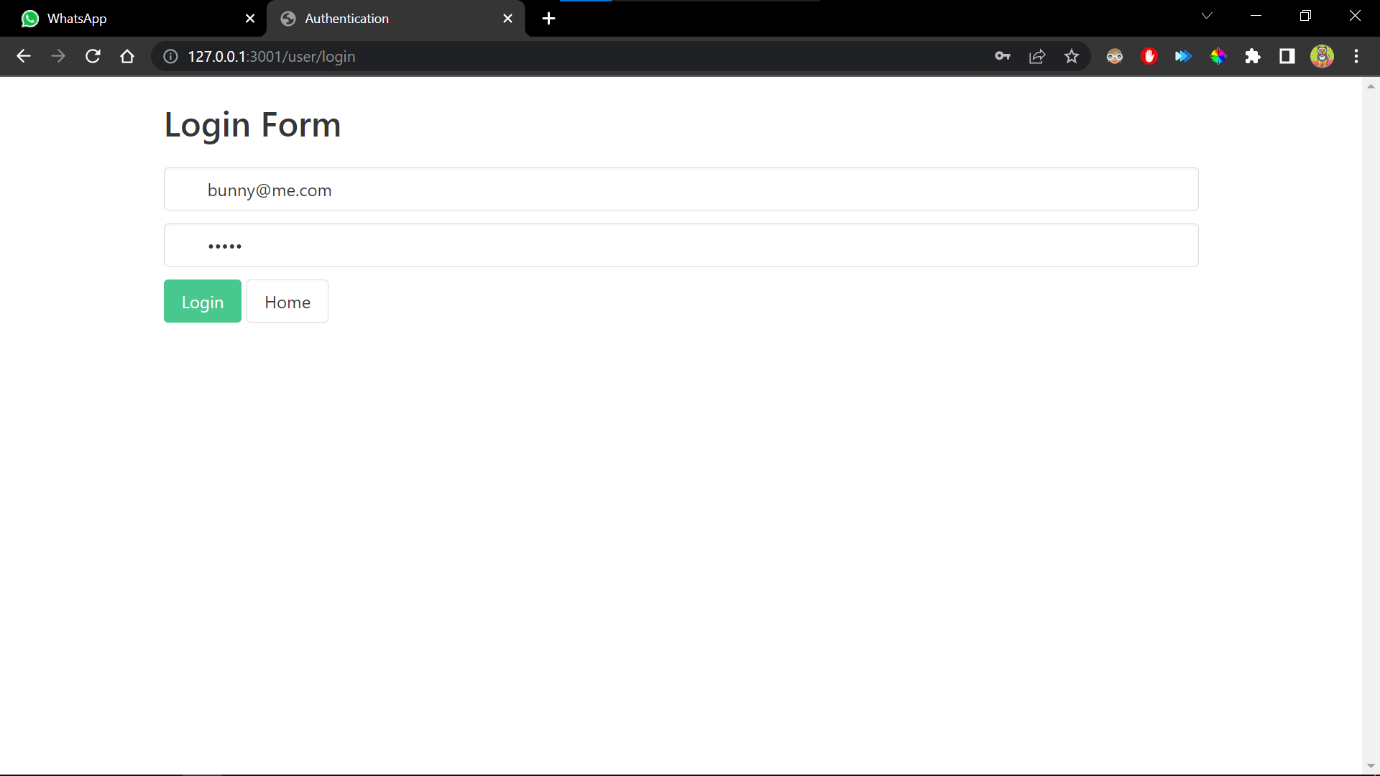 WhatsApp
Authentication
127.0.0.1:3001/user/login
Login Form
bunny@me.com
•••••
Login
Home